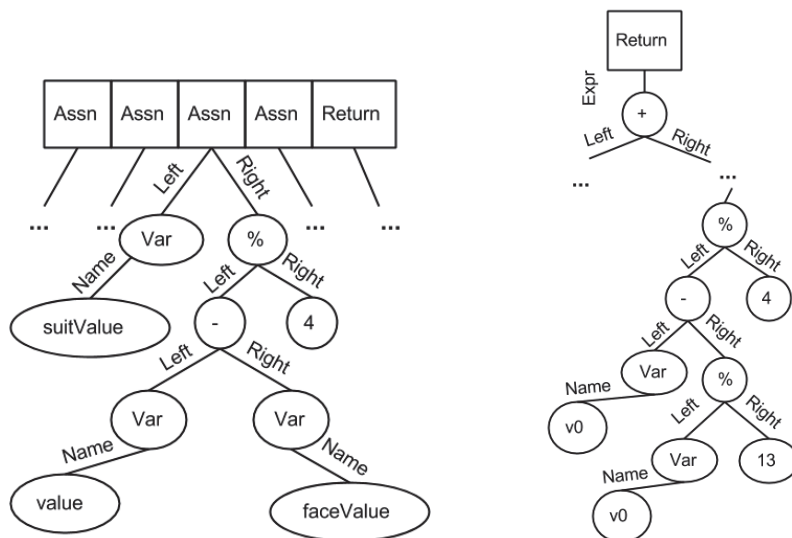 Assn Assn Assn Assn Return
Left Right
... ... ... ...
Var %
Name Left Right
suitValue - 4
Left Right
Var Var
Name Name
value faceValue
Return
Expr
+
Left Right
... ...
%
Left Right
- 4
Left Right
Var %
Name Left Right
v0 Var 13
Name
v0